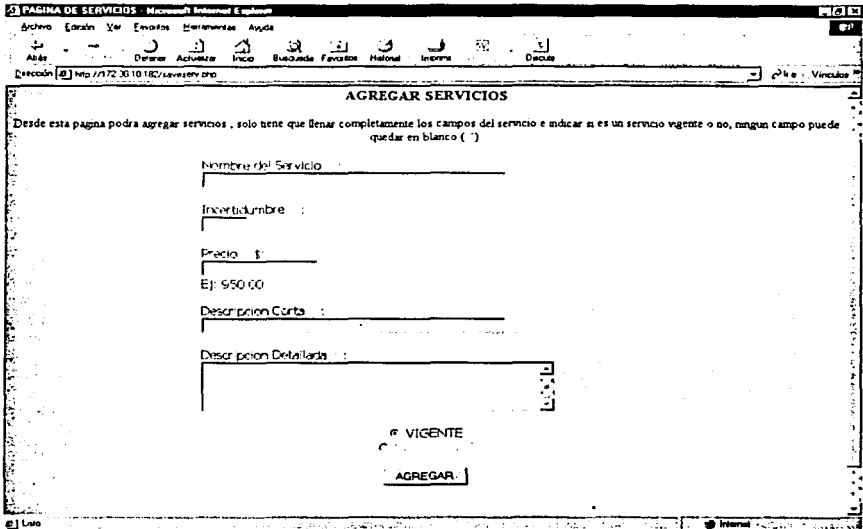 PAGINA DE SERVICIOS - Microsoft Internet Explorer
Archivo Edición Ver Favoritos Herramientas Ayuda
Atrás Detener Actualizar Inicio Busqueda Favoritos Historial Imprimir Discutir
Dirección http://172.30.10.182/saveserv.php Vínculos
AGREGAR SERVICIOS
Desde esta pagina podra agregar servicios , solo tiene que llenar completamente los campos del servicio e indicar si es un servicio vigente o no, ningun campo puede
quedar en blanco ( )
Nombre del Servicio :
Incertidumbre :
Precio $:
Ej: 950.00
Descripcion Corta :
Descripcion Detallada :
VIGENTE
AGREGAR
Listo Internet